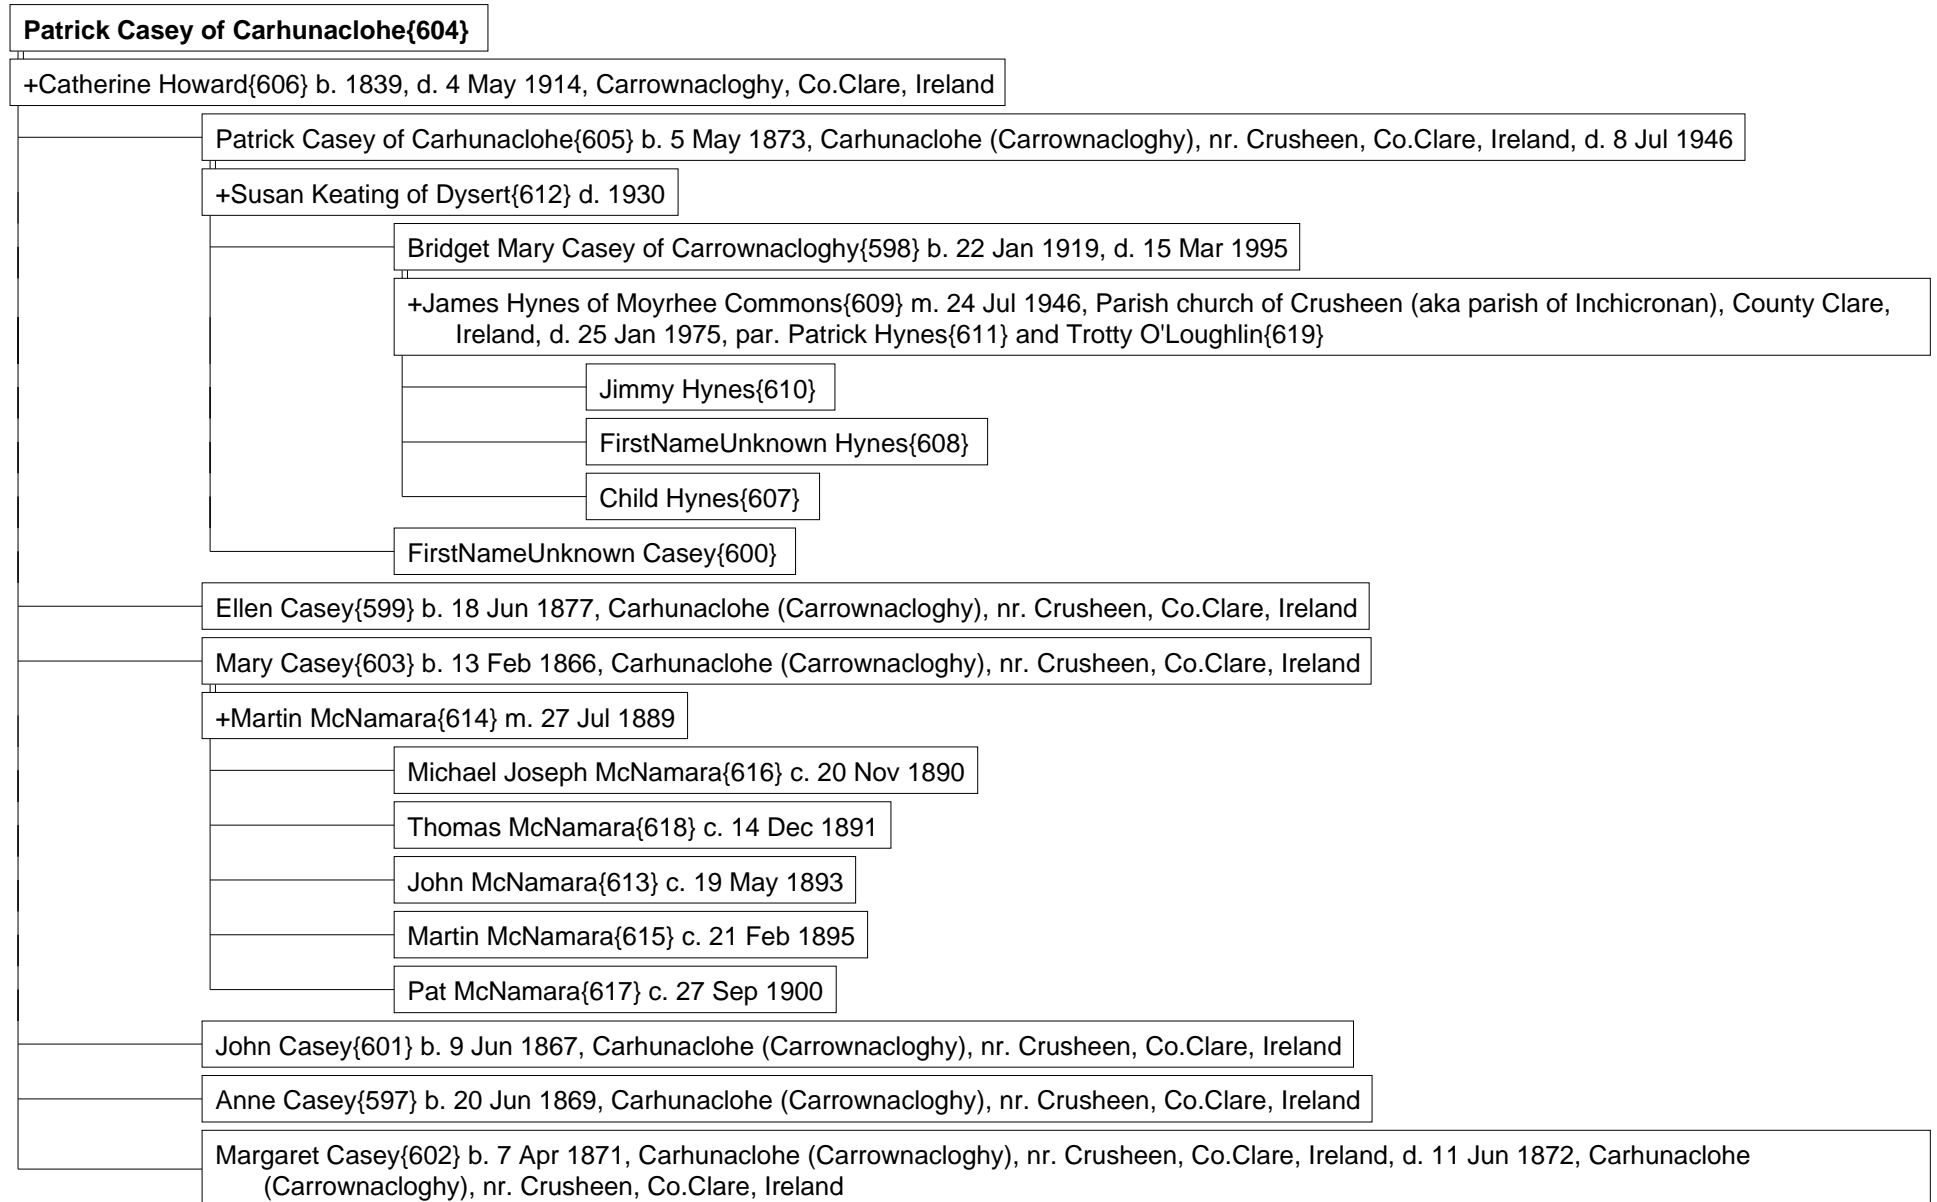 Patrick Casey of Carhunaclohe{604}
+Catherine Howard{606} b. 1839, d. 4 May 1914, Carrownacloghy, Co.Clare, Ireland
Patrick Casey of Carhunaclohe{605} b. 5 May 1873, Carhunaclohe (Carrownacloghy), nr. Crusheen, Co.Clare, Ireland, d. 8 Jul 1946
+Susan Keating of Dysert{612} d. 1930
Bridget Mary Casey of Carrownacloghy{598} b. 22 Jan 1919, d. 15 Mar 1995
+James Hynes of Moyrhee Commons{609} m. 24 Jul 1946, Parish church of Crusheen (aka parish of Inchicronan), County Clare,
Ireland, d. 25 Jan 1975, par. Patrick Hynes{611} and Trotty O'Loughlin{619}
Jimmy Hynes{610}
FirstNameUnknown Hynes{608}
Child Hynes{607}
FirstNameUnknown Casey{600}
Ellen Casey{599} b. 18 Jun 1877, Carhunaclohe (Carrownacloghy), nr. Crusheen, Co.Clare, Ireland
Mary Casey{603} b. 13 Feb 1866, Carhunaclohe (Carrownacloghy), nr. Crusheen, Co.Clare, Ireland
+Martin McNamara{614} m. 27 Jul 1889
Michael Joseph McNamara{616} c. 20 Nov 1890
Thomas McNamara{618} c. 14 Dec 1891
John McNamara{613} c. 19 May 1893
Martin McNamara{615} c. 21 Feb 1895
Pat McNamara{617} c. 27 Sep 1900
John Casey{601} b. 9 Jun 1867, Carhunaclohe (Carrownacloghy), nr. Crusheen, Co.Clare, Ireland
Anne Casey{597} b. 20 Jun 1869, Carhunaclohe (Carrownacloghy), nr. Crusheen, Co.Clare, Ireland
Margaret Casey{602} b. 7 Apr 1871, Carhunaclohe (Carrownacloghy), nr. Crusheen, Co.Clare, Ireland, d. 11 Jun 1872, Carhunaclohe
(Carrownacloghy), nr. Crusheen, Co.Clare, Ireland